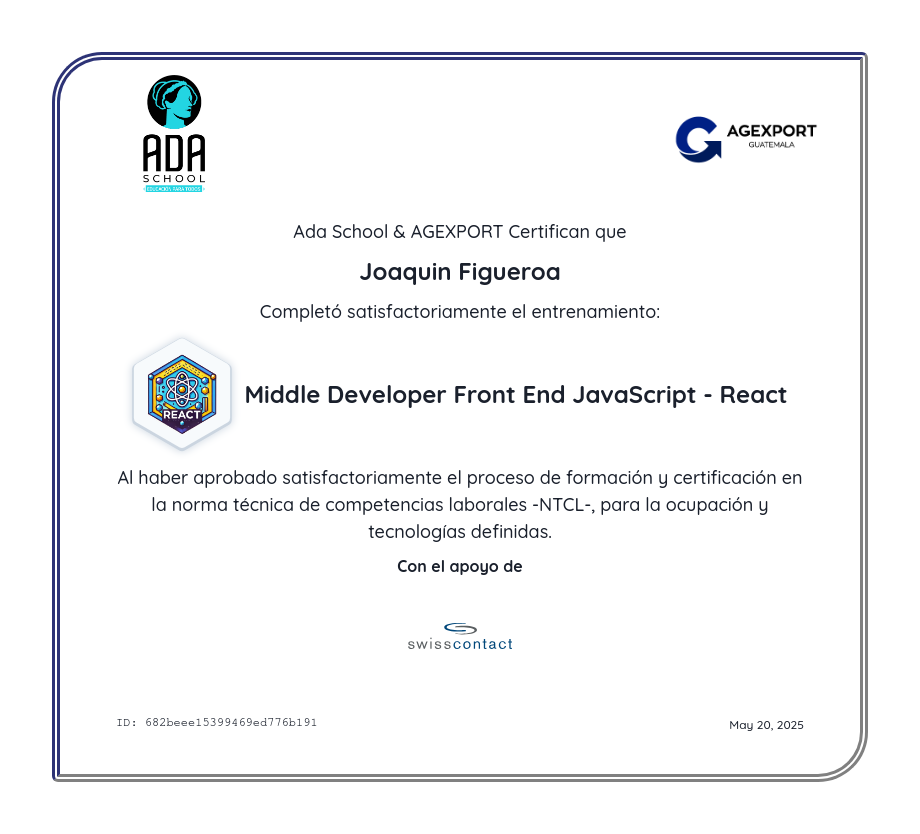 ADA
SCHOOL
EDUCACIÓN PARA TODOS
AGEXPORT
GUATEMALA
Ada School & AGEXPORT Certifican que
Joaquin Figueroa
Completó satisfactoriamente el entrenamiento:
REACT
Middle Developer Front End JavaScript - React
Al haber aprobado satisfactoriamente el proceso de formación y certificación en
la norma técnica de competencias laborales -NTCL-, para la ocupación y
tecnologías definidas.
Con el apoyo de
swisscontact
ID: 682beee15399469ed776b191
May 20, 2025